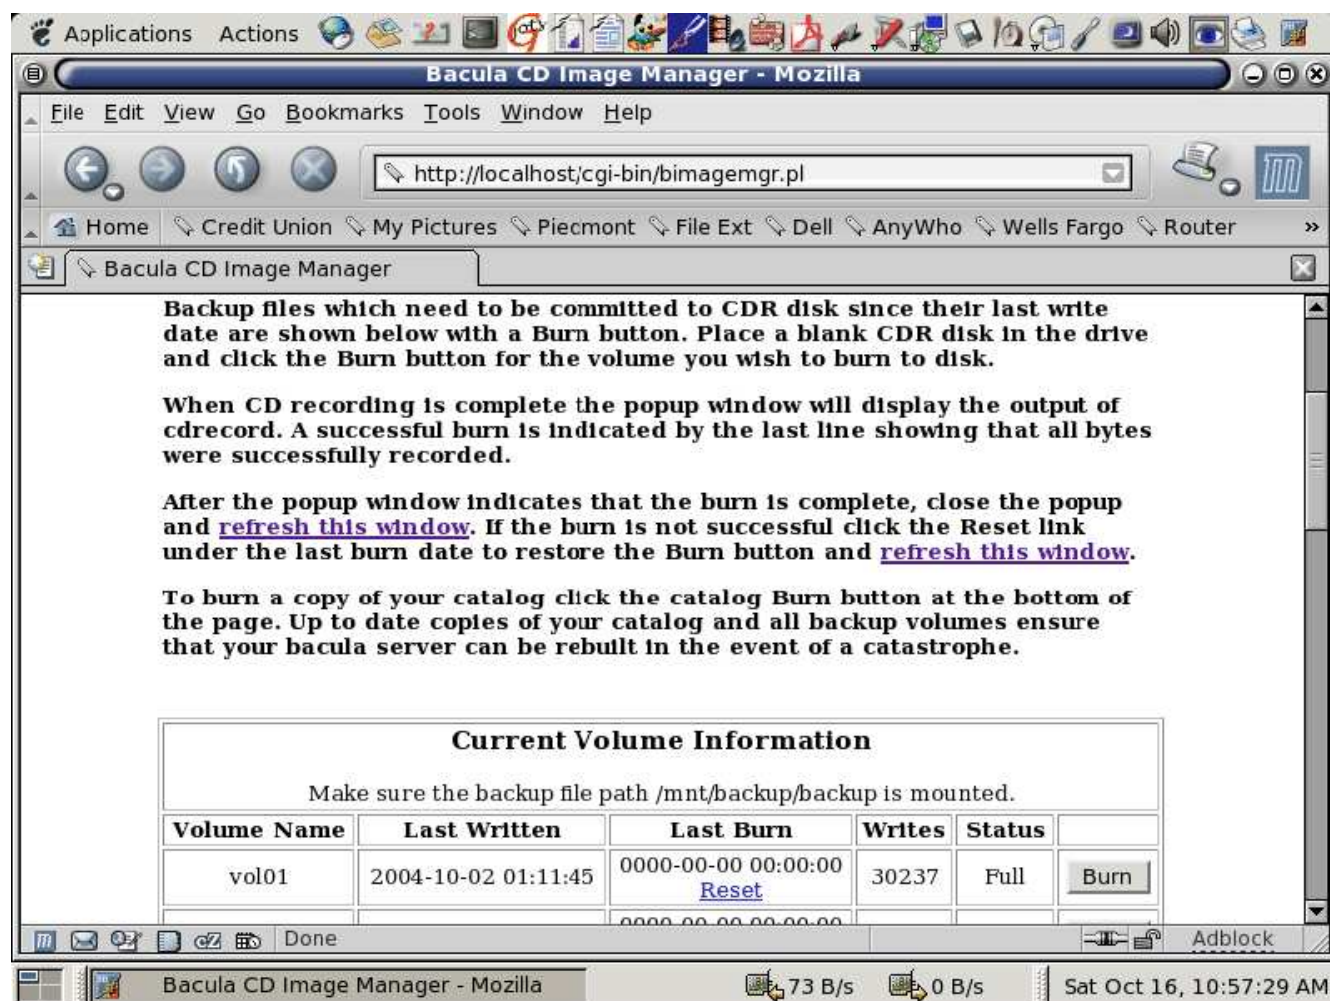 Applications Actions
Bacula CD Image Manager - Mozilla
File Edit View Go Bookmarks Tools Window Help
http://localhost/cgi-bin/bimagemgr.pl
Home Credit Union My Pictures Piecmont File Ext Dell AnyWho Wells Fargo Router »
Bacula CD Image Manager
Backup files which need to be committed to CDR disk since their last write
date are shown below with a Burn button. Place a blank CDR disk in the drive
and click the Burn button for the volume you wish to burn to disk.
When CD recording is complete the popup window will display the output of
cdrecord. A successful burn is indicated by the last line showing that all bytes
were successfully recorded.
After the popup window indicates that the burn is complete, close the popup
and refresh this window. If the burn is not successful click the Reset link
under the last burn date to restore the Burn button and refresh this window.
To burn a copy of your catalog click the catalog Burn button at the bottom of
the page. Up to date copies of your catalog and all backup volumes ensure
that your bacula server can be rebuilt in the event of a catastrophe.
Current Volume Information
Make sure the backup file path /mnt/backup/backup is mounted.
Volume Name Last Written Last Burn Writes Status
vol01 2004-10-02 01:11:45 0000-00-00 00:00:00 30237 Full Burn
Reset
0000-00-00 00:00:00
Done Adblock
Bacula CD Image Manager - Mozilla 73 B/s 0 B/s Sat Oct 16, 10:57:29 AM